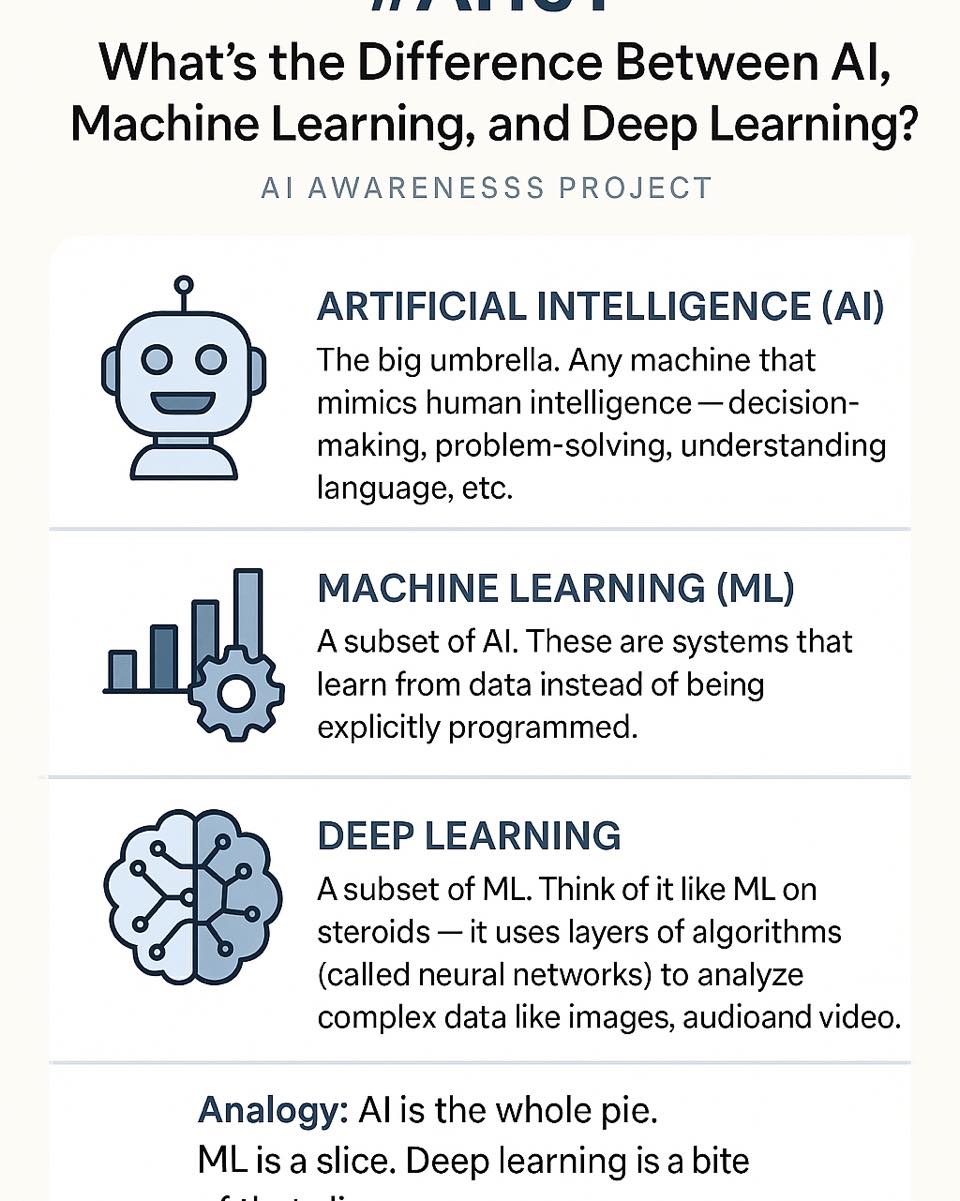 What's the Difference Between AI,
Machine Learning, and Deep Learning?
AI AWARENESSS PROJECT
ARTIFICIAL INTELLIGENCE (AI)
The big umbrella. Any machine that
mimics human intelligence — decision-
making, problem-solving, understanding
language, etc.
MACHINE LEARNING (ML)
A subset of AI. These are systems that
learn from data instead of being
explicitly programmed.
DEEP LEARNING
A subset of ML. Think of it like ML on
steroids — it uses layers of algorithms
(called neural networks) to analyze
complex data like images, audioand video.
Analogy: AI is the whole pie.
ML is a slice. Deep learning is a bite